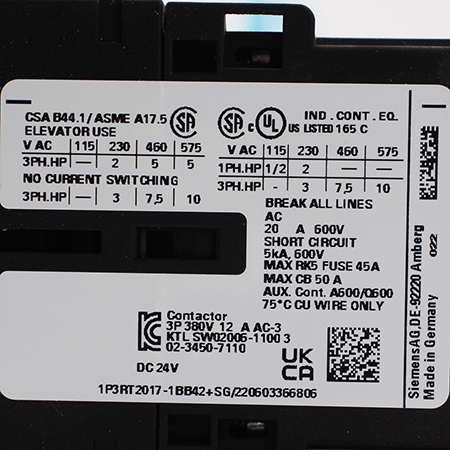 CSA B44.1/ASME A17.5
ELEVATOR USE
V AC 115 230 460 575
3PH.HP — 2 5 5
NO CURRENT SWITCHING
3PH.HP — 3 7,5 10
IND. CONT. EQ.
SA C UL US LISTED 165 C
V AC 115 230 460 575
1PH.HP 1/2 2 — —
3PH.HP - 3 7,5 10
BREAK ALL LINES
AC
20 A 600V
SHORT CIRCUIT
5kA, 600V
MAX RK5 FUSE 45A
MAX CB 50 A
AUX. Cont. A600/Q600
75°C CU WIRE ONLY
Contactor
3P 380V 12 A AC-3
KTL SW02006-1100 3
02-3450-7110
DC 24V
UK
CA
1P3RT2017-1BB42+SG/220603366806
Siemens AG, DE-92220 Amberg
Made in Germany
022